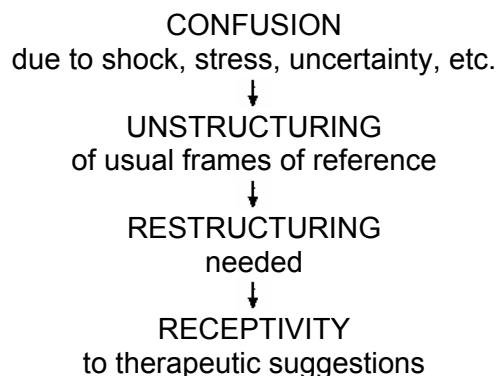 CONFUSION
due to shock, stress, uncertainty, etc.
UNSTRUCTURING
of usual frames of reference
RESTRUCTURING
needed
RECEPTIVITY
to therapeutic suggestions